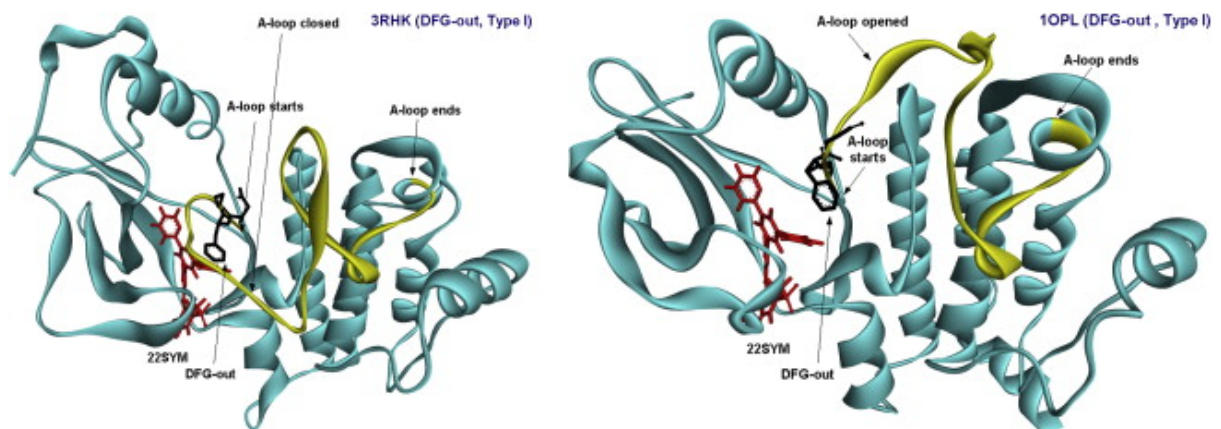 A-loop closed
3RHK (DFG-out, Type I)
A-loop starts
A-loop ends
22SYM
DFG-out
A-loop opened
1OPL (DFG-out , Type I)
A-loop ends
A-loop
starts
22SYM
DFG-out